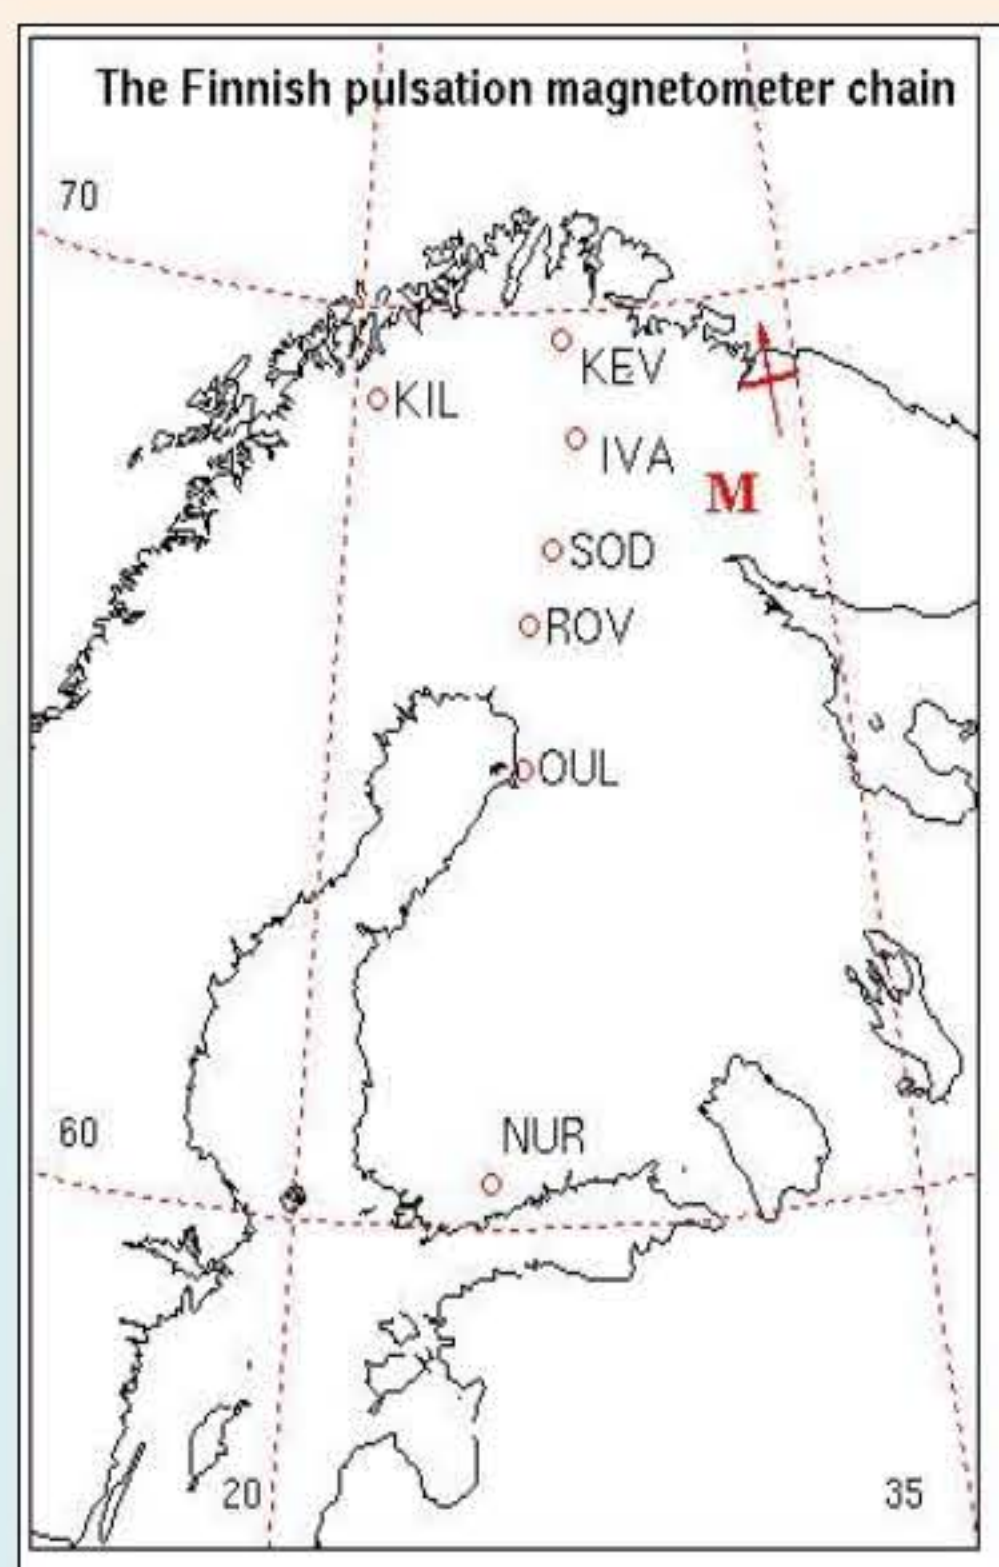 The Finnish pulsation magnetometer chain
70
KEV
KIL
IVA
M
SOD
ROV
OUL
60
NUR
20
35